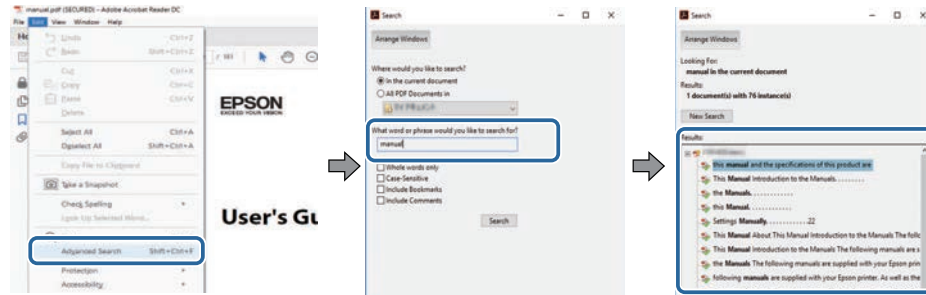 manual.pdf (SECURED) - Adobe Acrobat Reader DC
File Edit View Window Help
Undo Ctrl+Z
Redo Shift+Ctrl+Z
Cut Ctrl+X
Copy Ctrl+C
Paste Ctrl+V
Delete
Select All Ctrl+A
Deselect All Shift+Ctrl+A
Copy File to Clipboard
Take a Snapshot
Check Spelling
Look Up Selected Word...
Advanced Search Shift+Ctrl+F
Protection
Accessibility
/ 181
EPSON
EXCEED YOUR VISION
User's Gu
Search
Arrange Windows
Where would you like to search?
In the current document
All PDF Documents in
What word or phrase would you like to search for?
manual
Whole words only
Case-Sensitive
Include Bookmarks
Include Comments
Search
Search
Arrange Windows
Looking For:
manual in the current document
Results:
1 document(s) with 76 instance(s)
New Search
Results:
this manual and the specifications of this product are
This Manual Introduction to the Manuals. . . . . . . . .
the Manuals. . . . . . . . . . . .
this Manual. . . . . . . . . . . .
Settings Manually. . . . . . . . . . . . .22
This Manual About This Manual Introduction to the Manuals The follo
This Manual Introduction to the Manuals The following manuals are s
the Manuals The following manuals are supplied with your Epson prin
following manuals are supplied with your Epson printer. As well as the